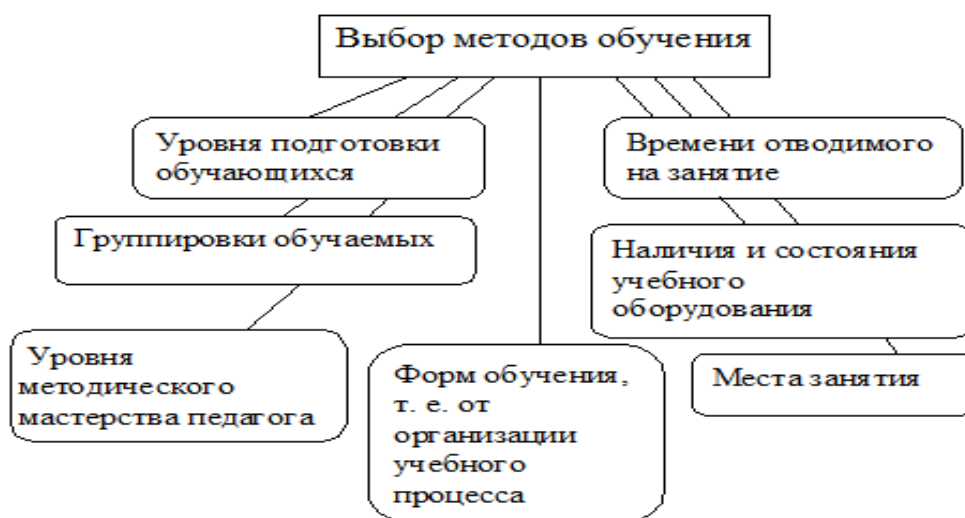 Выбор методов обучения
Уровня подготовки
обучающихся
Времени отводимого
на занятие
Группировки обучаемых
Наличия и состояния
учебного
оборудования
Уровня
методического
мастерства педагога
Форм обучения,
т. е. от
организации
учебного
процесса
Места занятия